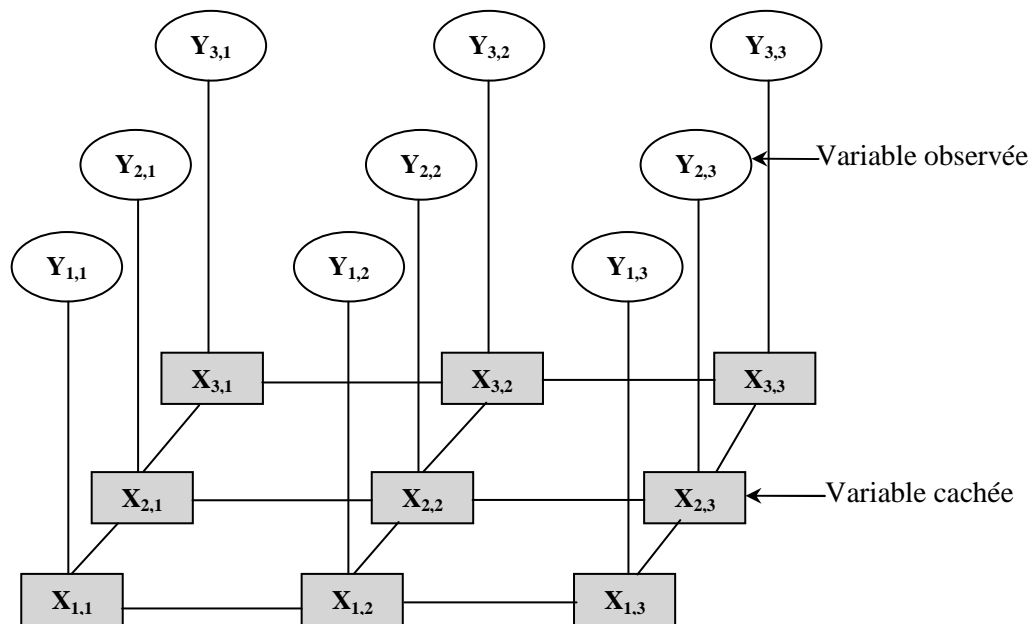 Y3,1 Y3,2 Y3,3
Y2,1 Y2,2 Y2,3 Variable observée
Y1,1 Y1,2 Y1,3
X3,1 X3,2 X3,3
X2,1 X2,2 X2,3 Variable cachée
X1,1 X1,2 X1,3